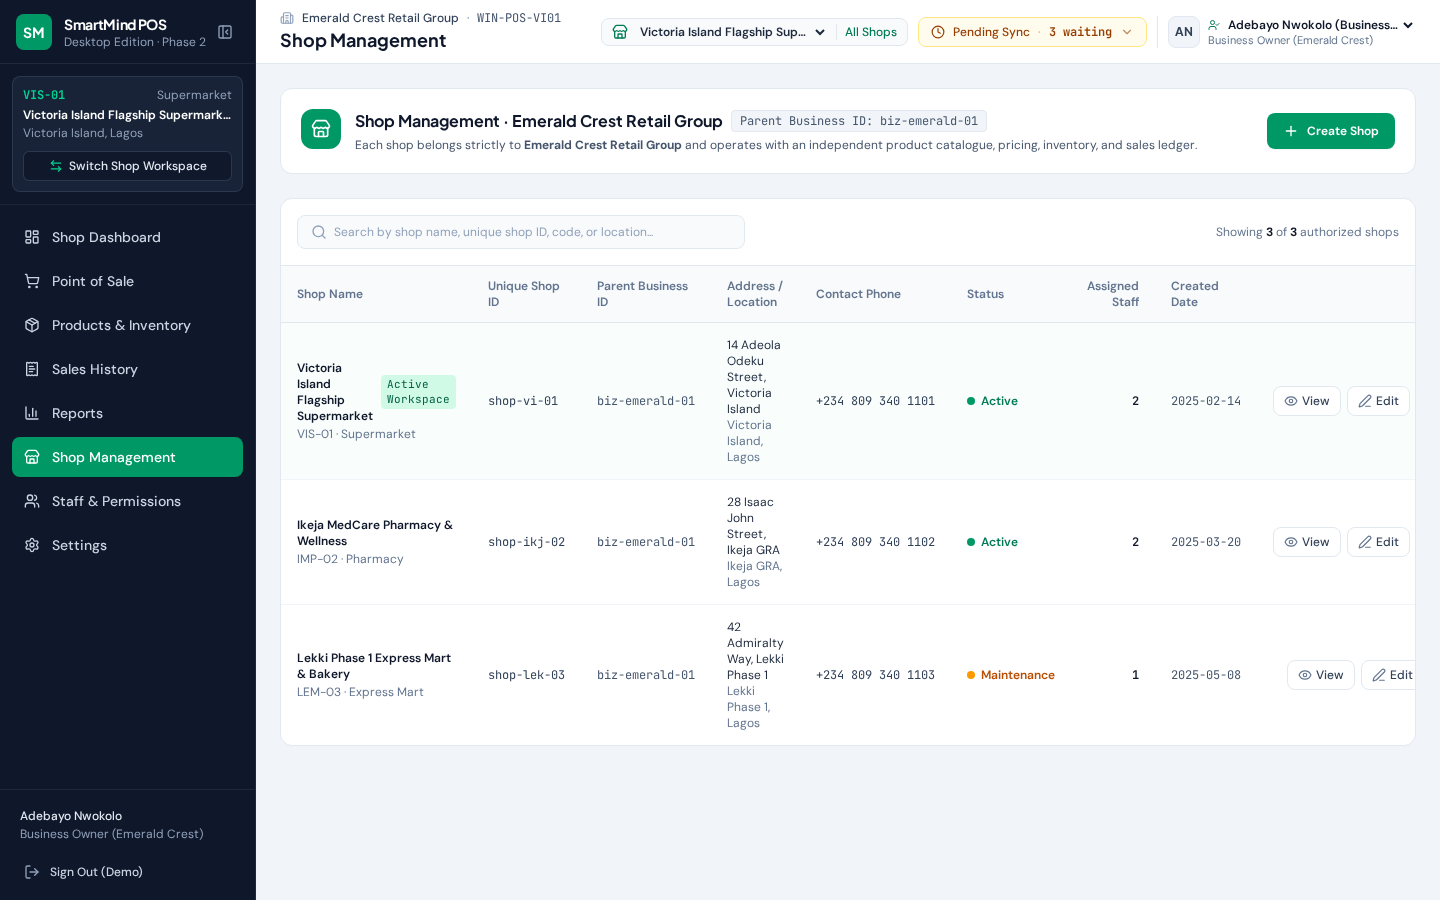 SM
SmartMind POS
Desktop Edition · Phase 2
VIS-01
Supermarket
Victoria Island Flagship Supermark...
Victoria Island, Lagos
Switch Shop Workspace
Shop Dashboard
Point of Sale
Products & Inventory
Sales History
Reports
Shop Management
Staff & Permissions
Settings
Adebayo Nwokolo
Business Owner (Emerald Crest)
Sign Out (Demo)
Emerald Crest Retail Group · WIN-POS-VI01
Shop Management
Victoria Island Flagship Sup...
All Shops
Pending Sync · 3 waiting
AN
Adebayo Nwokolo (Business...
Business Owner (Emerald Crest)
Shop Management · Emerald Crest Retail Group
Parent Business ID: biz-emerald-01
Each shop belongs strictly to Emerald Crest Retail Group and operates with an independent product catalogue, pricing, inventory, and sales ledger.
Create Shop
Search by shop name, unique shop ID, code, or location...
Showing 3 of 3 authorized shops
Shop Name
Unique Shop
ID
Parent Business
ID
Address /
Location
Contact Phone
Status
Assigned
Staff
Created
Date
Victoria
Island
Flagship
Supermarket
Active
Workspace
VIS-01 · Supermarket
shop-vi-01
biz-emerald-01
14 Adeola
Odeku
Street,
Victoria
Island
Victoria
Island,
Lagos
+234 809 340 1101
Active
2
2025-02-14
View
Edit
Ikeja MedCare Pharmacy &
Wellness
IMP-02 · Pharmacy
shop-ikj-02
biz-emerald-01
28 Isaac
John
Street,
Ikeja GRA
Ikeja GRA,
Lagos
+234 809 340 1102
Active
2
2025-03-20
View
Edit
Lekki Phase 1 Express Mart
& Bakery
LEM-03 · Express Mart
shop-lek-03
biz-emerald-01
42
Admiralty
Way, Lekki
Phase 1
Lekki
Phase 1,
Lagos
+234 809 340 1103
Maintenance
1
2025-05-08
View
Edit